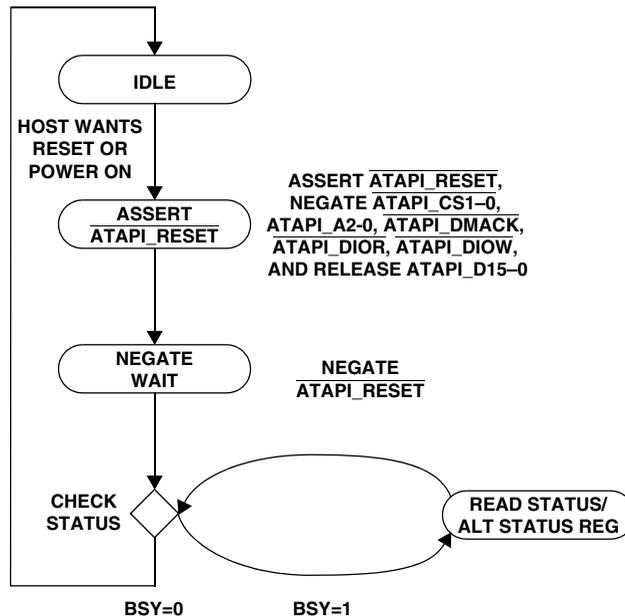 IDLE
HOST WANTS
RESET OR
POWER ON
ASSERT
ATAPI_RESET
ASSERT ATAPI_RESET,
NEGATE ATAPI_CS1–0,
ATAPI_A2-0, ATAPI_DMACK,
ATAPI_DIOR, ATAPI_DIOW,
AND RELEASE ATAPI_D15–0
NEGATE
WAIT
NEGATE
ATAPI_RESET
CHECK
STATUS
READ STATUS/
ALT STATUS REG
BSY=0
BSY=1